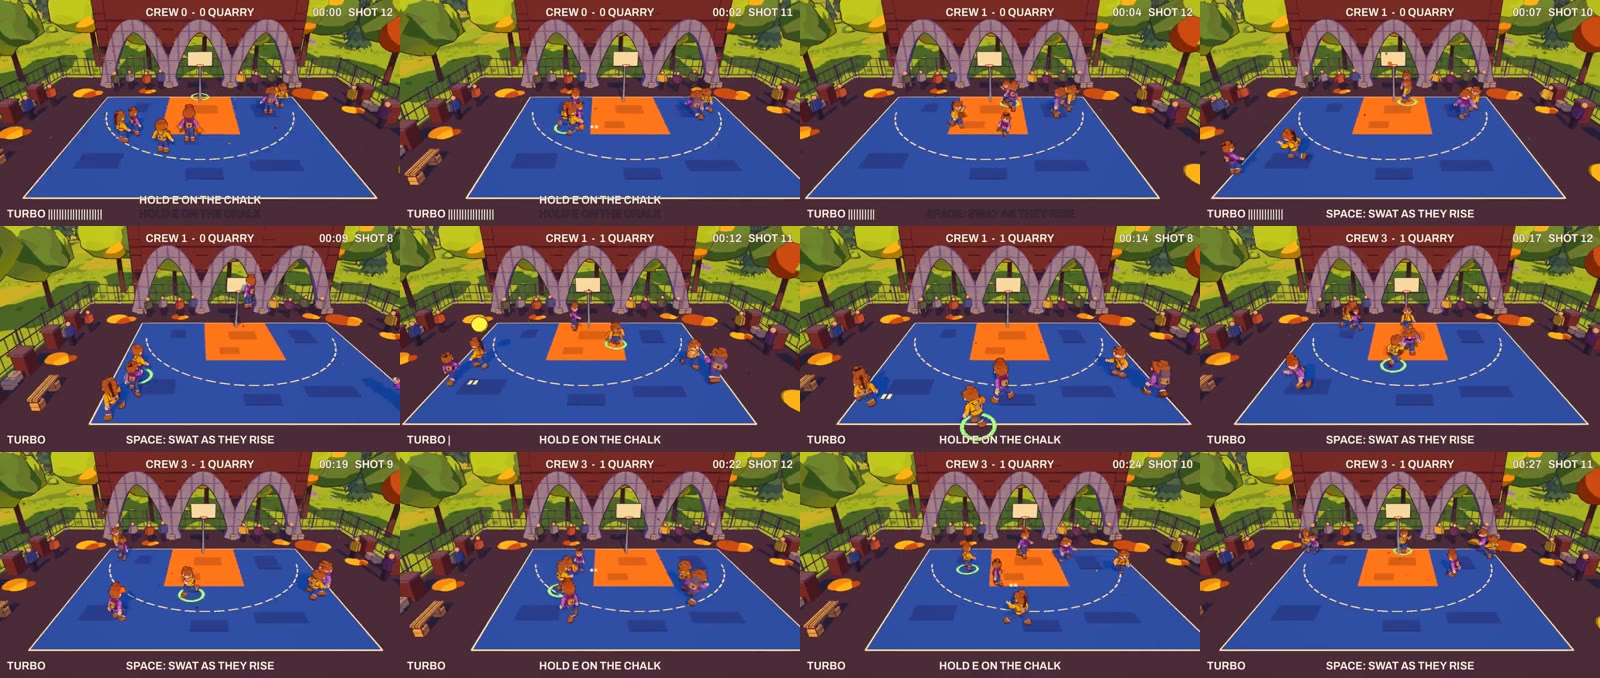 CREW 0 - 0 QUARRY
00:00 SHOT 12
HOLD E ON THE CHALK
TURBO
CREW 0 - 0 QUARRY
00:02 SHOT 11
HOLD E ON THE CHALK
TURBO
CREW 1 - 0 QUARRY
00:04 SHOT 12
TURBO
SPACE: SWAT AS THEY RISE
CREW 1 - 0 QUARRY
00:07 SHOT 10
TURBO
SPACE: SWAT AS THEY RISE
CREW 1 - 0 QUARRY
00:09 SHOT 8
TURBO
SPACE: SWAT AS THEY RISE
CREW 1 - 1 QUARRY
00:12 SHOT 11
TURBO
HOLD E ON THE CHALK
CREW 1 - 1 QUARRY
00:14 SHOT 8
TURBO
HOLD E ON THE CHALK
CREW 3 - 1 QUARRY
00:17 SHOT 12
TURBO
SPACE: SWAT AS THEY RISE
CREW 3 - 1 QUARRY
00:19 SHOT 9
TURBO
SPACE: SWAT AS THEY RISE
CREW 3 - 1 QUARRY
00:22 SHOT 12
TURBO
HOLD E ON THE CHALK
CREW 3 - 1 QUARRY
00:24 SHOT 10
TURBO
HOLD E ON THE CHALK
CREW 3 - 1 QUARRY
00:27 SHOT 11
TURBO
SPACE: SWAT AS THEY RISE